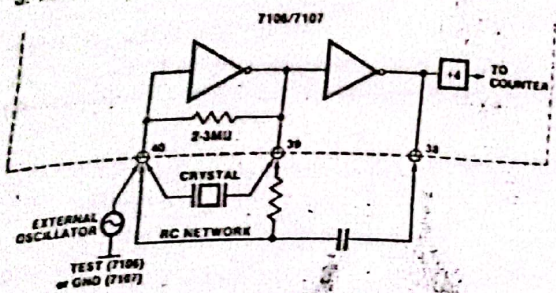 7106/7107
÷4
TO
COUNTER
2-3MΩ
40
39
38
CRYSTAL
EXTERNAL
OSCILLATOR
RC NETWORK
TEST (7106)
or GND (7107)